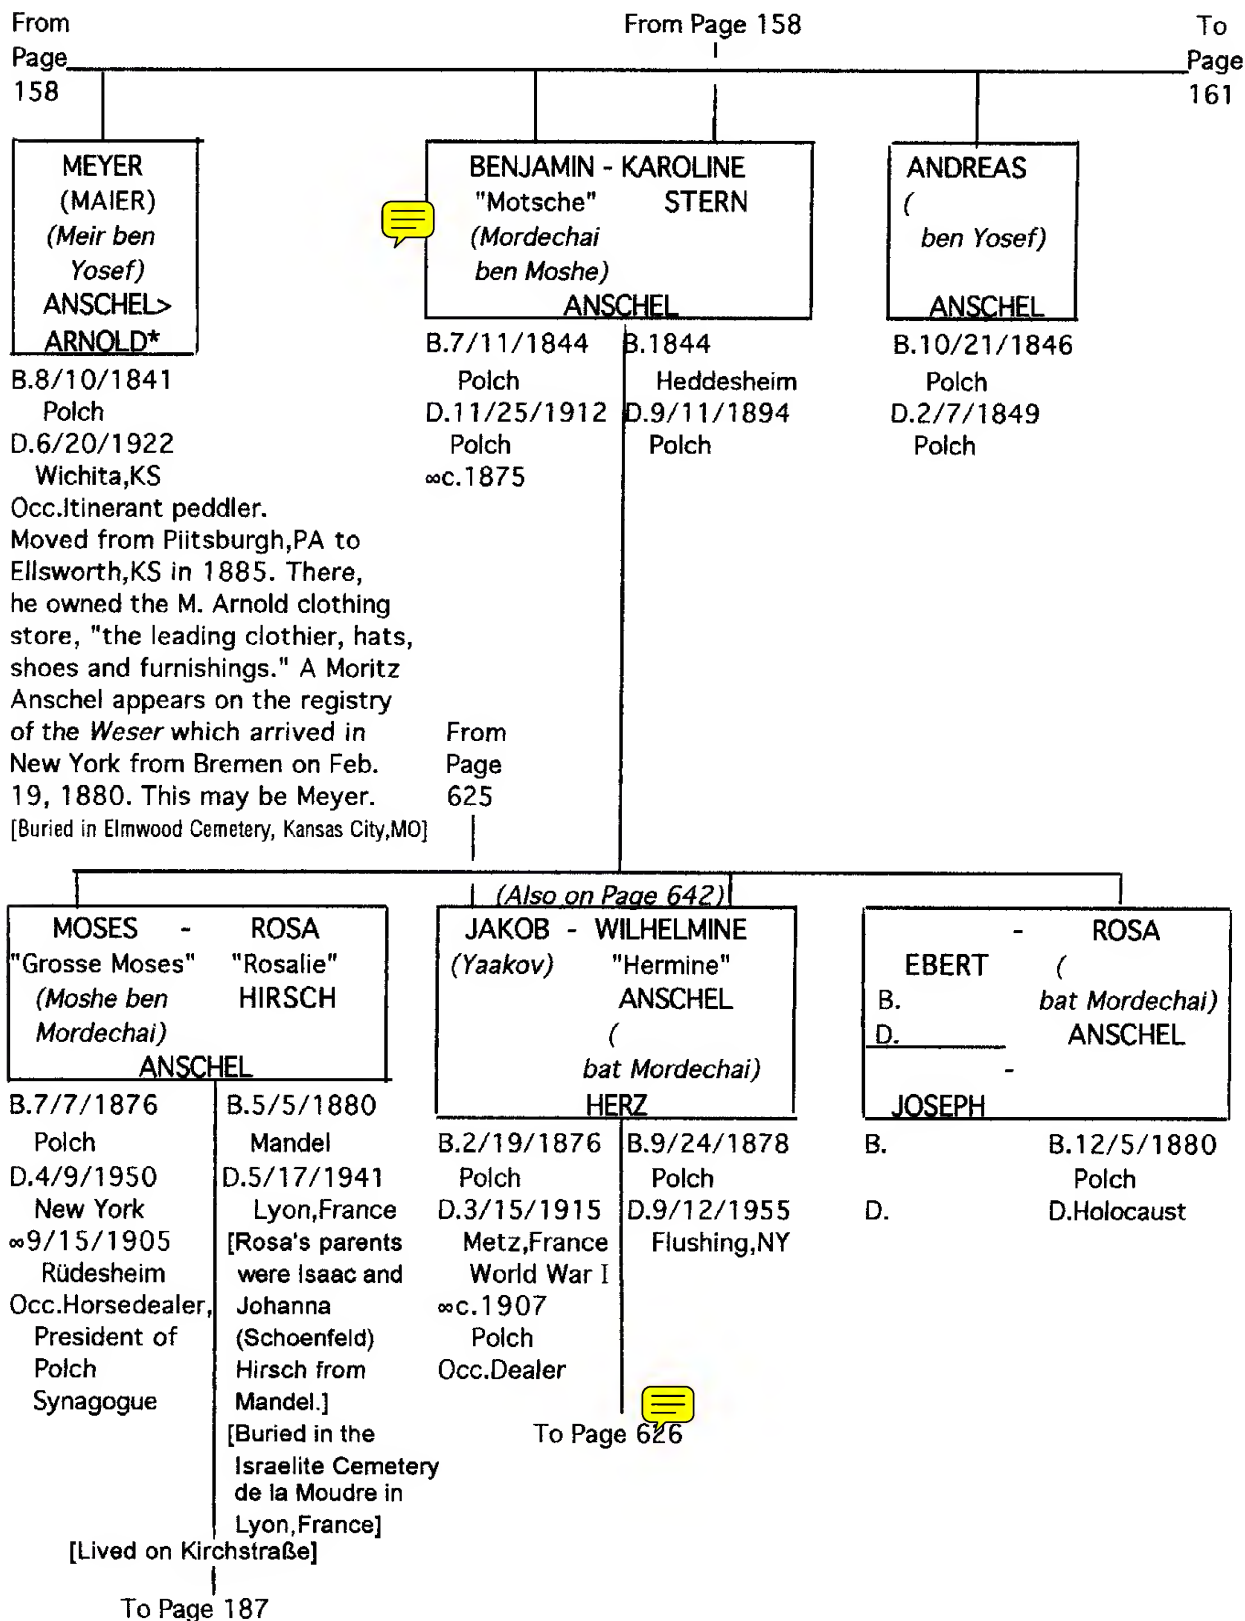 From
Page
158
From Page 158
To
Page
161
MEYER
(MAIER)
(Meir ben
Yosef)
ANSCHEL>
ARNOLD*
B.8/10/1841
Polch
D.6/20/1922
Wichita,KS
Occ.Itinerant peddler.
Moved from Piitsburgh,PA to
Ellsworth,KS in 1885. There,
he owned the M. Arnold clothing
store, "the leading clothier, hats,
shoes and furnishings." A Moritz
Anschel appears on the registry
of the Weser which arrived in
New York from Bremen on Feb.
19, 1880. This may be Meyer.
[Buried in Elmwood Cemetery, Kansas City,MO]
BENJAMIN - KAROLINE
"Motsche" STERN
(Mordechai
ben Moshe)
ANSCHEL
B.7/11/1844 B.1844
Polch Heddesheim
D.11/25/1912 D.9/11/1894
Polch Polch
∞c.1875
ANDREAS
(
ben Yosef)
ANSCHEL
B.10/21/1846
Polch
D.2/7/1849
Polch
From
Page
625
(Also on Page 642)
MOSES - ROSA
"Grosse Moses" "Rosalie"
(Moshe ben HIRSCH
Mordechai)
ANSCHEL
B.7/7/1876 B.5/5/1880
Polch Mandel
D.4/9/1950 D.5/17/1941
New York Lyon,France
∞9/15/1905 [Rosa's parents
Rüdesheim were Isaac and
Occ.Horsedealer, Johanna
President of (Schoenfeld)
Polch Hirsch from
Synagogue Mandel.]
[Buried in the
Israelite Cemetery
de la Moudre in
Lyon,France]
[Lived on Kirchstraße]
To Page 187
JAKOB - WILHELMINE
(Yaakov) "Hermine"
ANSCHEL
(
bat Mordechai)
HERZ
B.2/19/1876 B.9/24/1878
Polch Polch
D.3/15/1915 D.9/12/1955
Metz,France Flushing,NY
World War I
∞c.1907
Polch
Occ.Dealer
To Page 626
- ROSA
EBERT (
B. bat Mordechai)
D. ANSCHEL
-
JOSEPH
B. B.12/5/1880
Polch
D. D.Holocaust